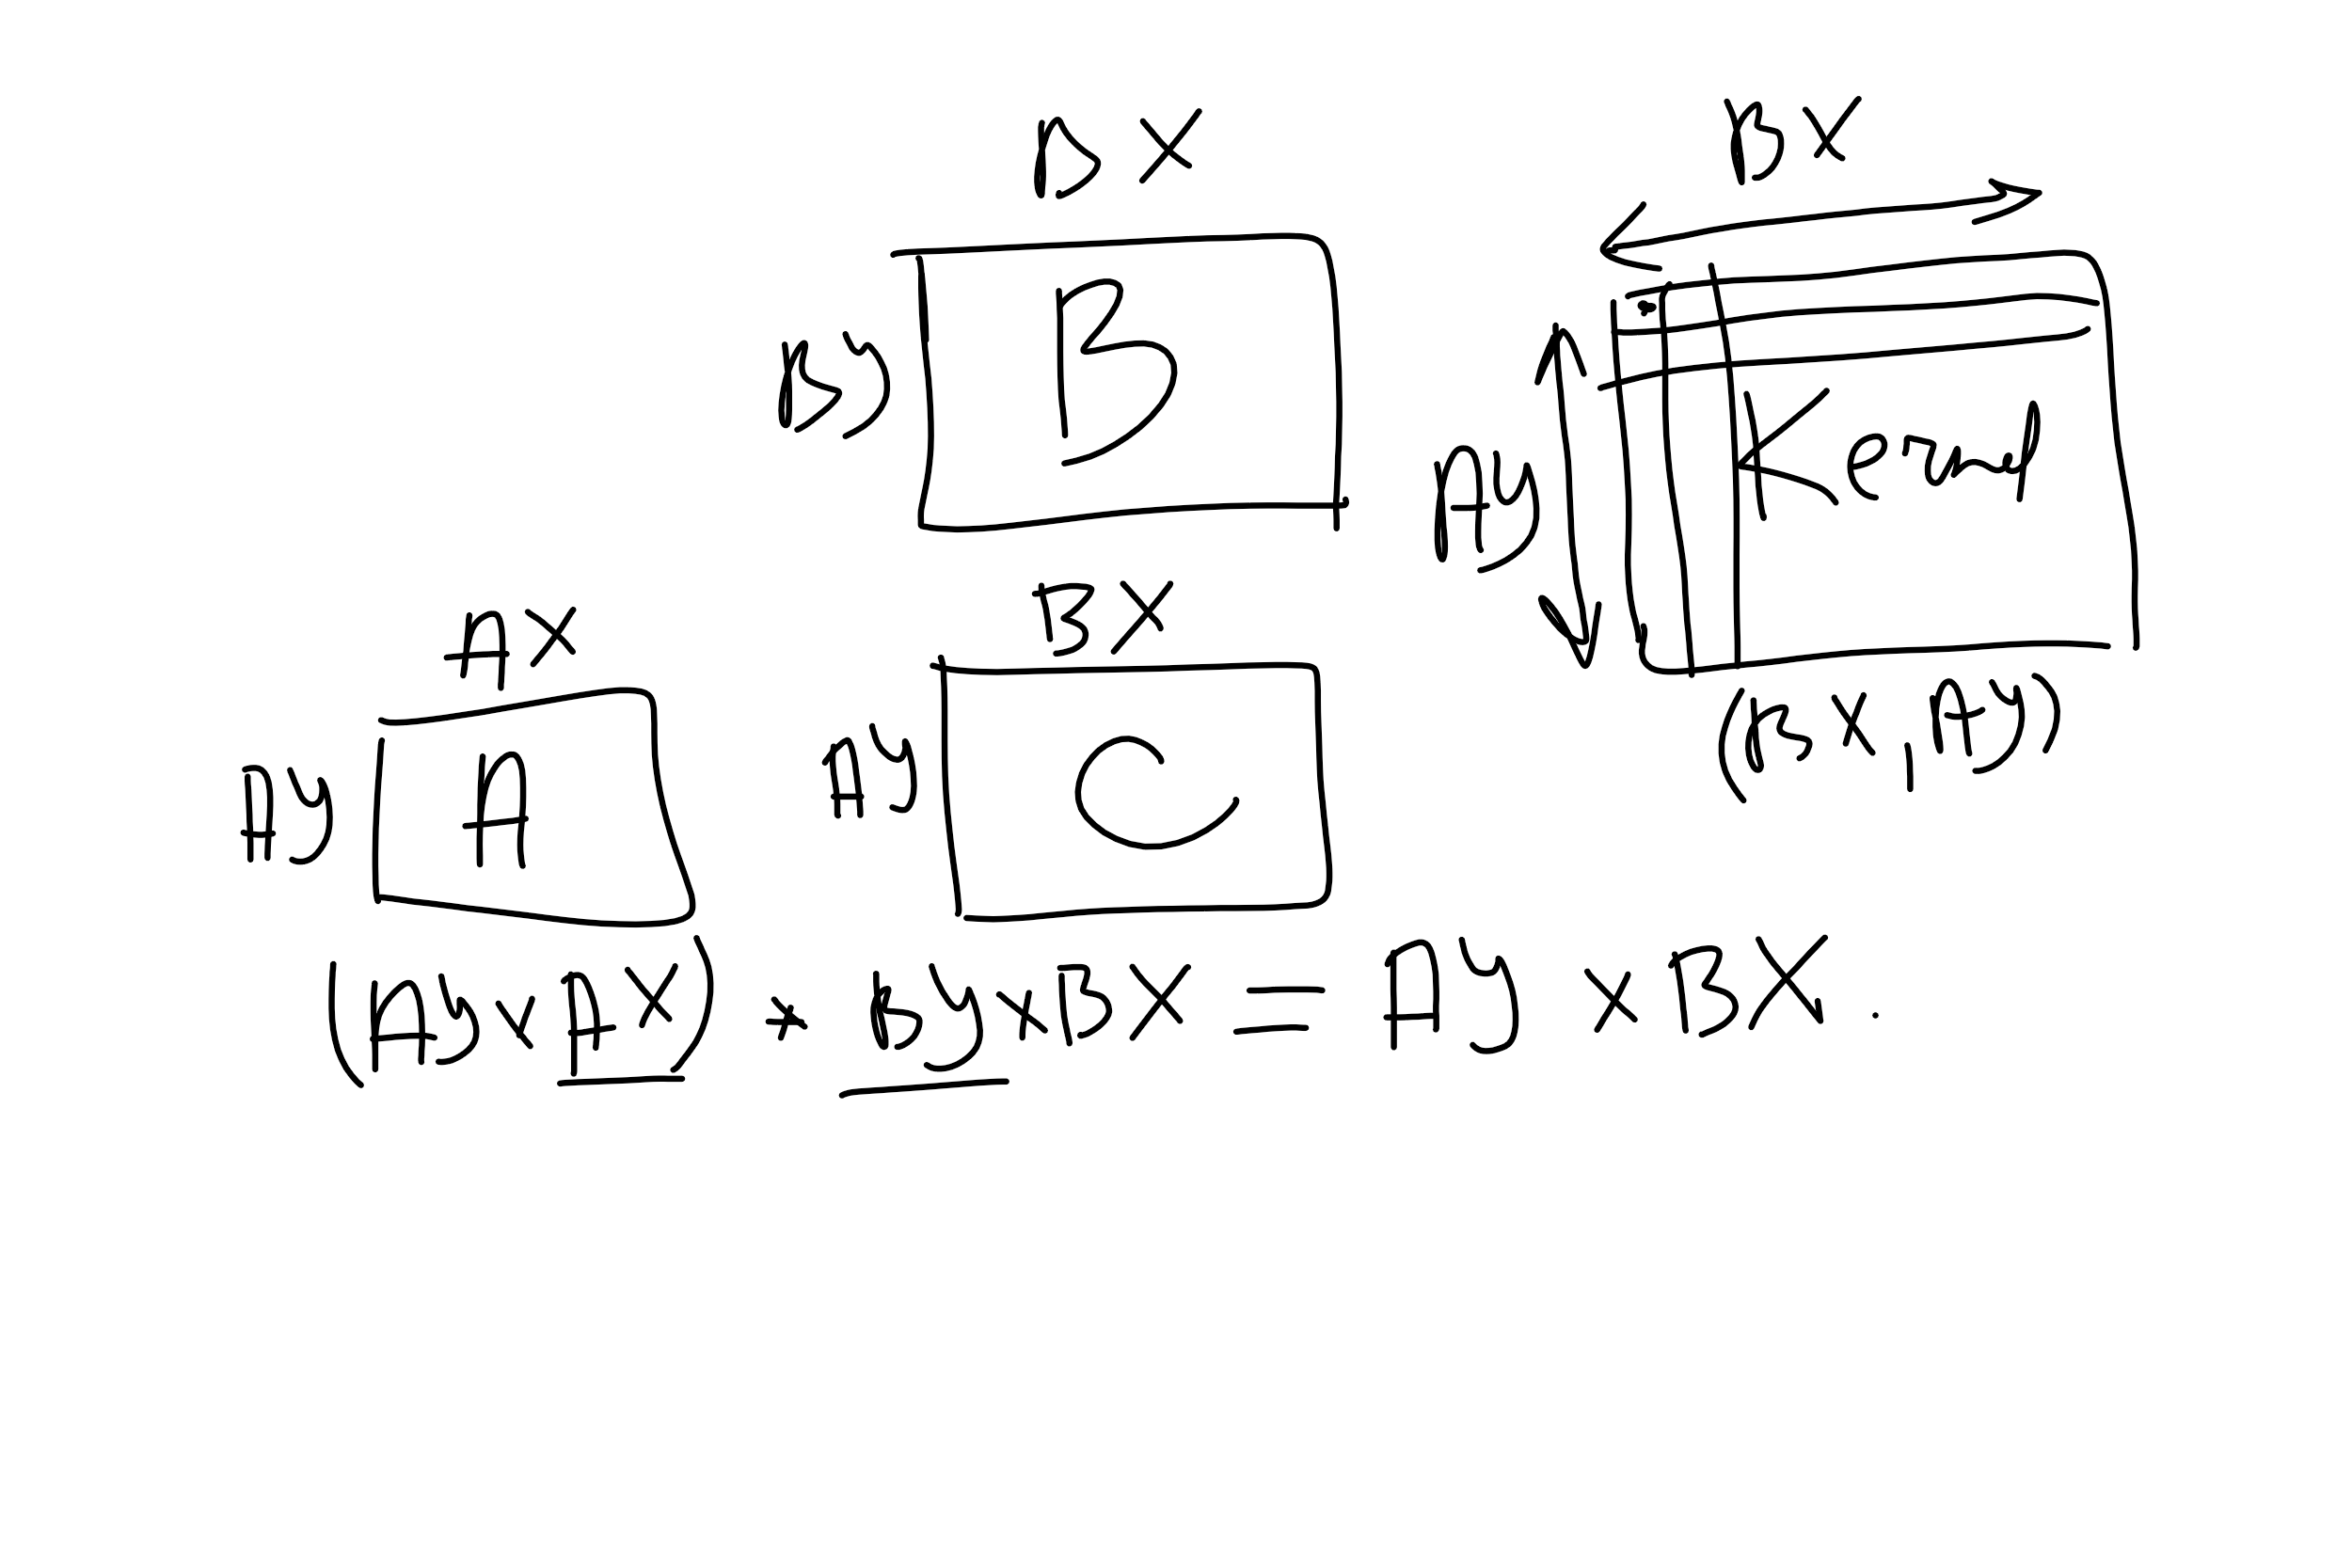 BX
BX
B
By
Kernel
Ay
AX
BX
Ay
A
Ay
C
(BX, Ay)
(Ay x AX) * By x BX = Ay x BX.